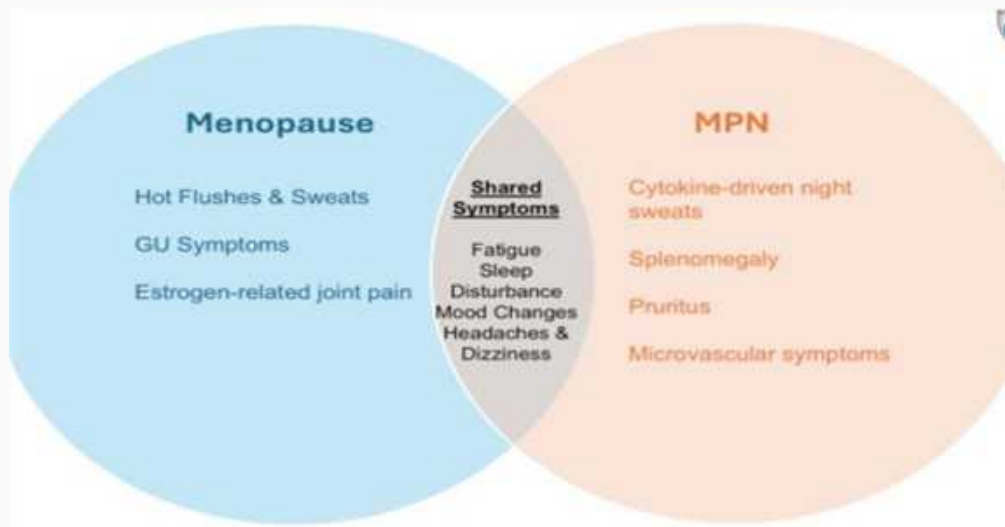 Menopause
Hot Flushes & Sweats
GU Symptoms
Estrogen-related joint pain
Shared
Symptoms
Fatigue
Sleep
Disturbance
Mood Changes
Headaches &
Dizziness
MPN
Cytokine-driven night
sweats
Splenomegaly
Pruritus
Microvascular symptoms